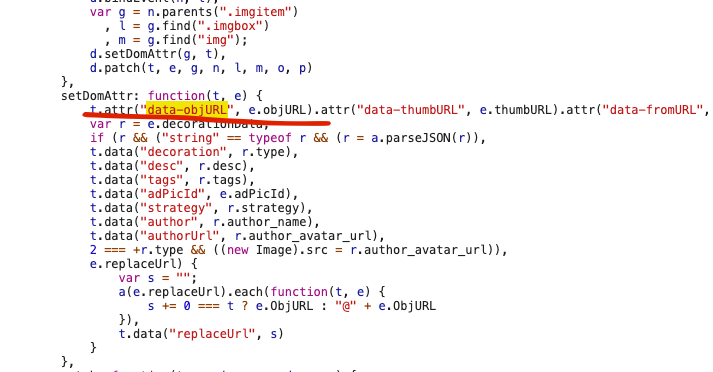 var g = n.parents(".imgitem")
, l = g.find(".imgbox")
, m = g.find("img");
d.setDomAttr(g, t),
d.patch(t, e, g, n, l, m, o, p)
},
setDomAttr: function(t, e) {
t.attr("data-objURL", e.objURL).attr("data-thumbURL", e.thumbURL).attr("data-fromURL",
var r = e.decorationData;
if (r && ("string" == typeof r && (r = a.parseJSON(r)),
t.data("decoration", r.type),
t.data("desc", r.desc),
t.data("tags", r.tags),
t.data("adPicId", e.adPicId),
t.data("strategy", r.strategy),
t.data("author", r.author_name),
t.data("authorUrl", r.author_avatar_url),
2 === +r.type && ((new Image).src = r.author_avatar_url)),
e.replaceUrl) {
var s = "";
a(e.replaceUrl).each(function(t, e) {
s += 0 === t ? e.ObjURL : "@" + e.ObjURL
}),
t.data("replaceUrl", s)
}
},